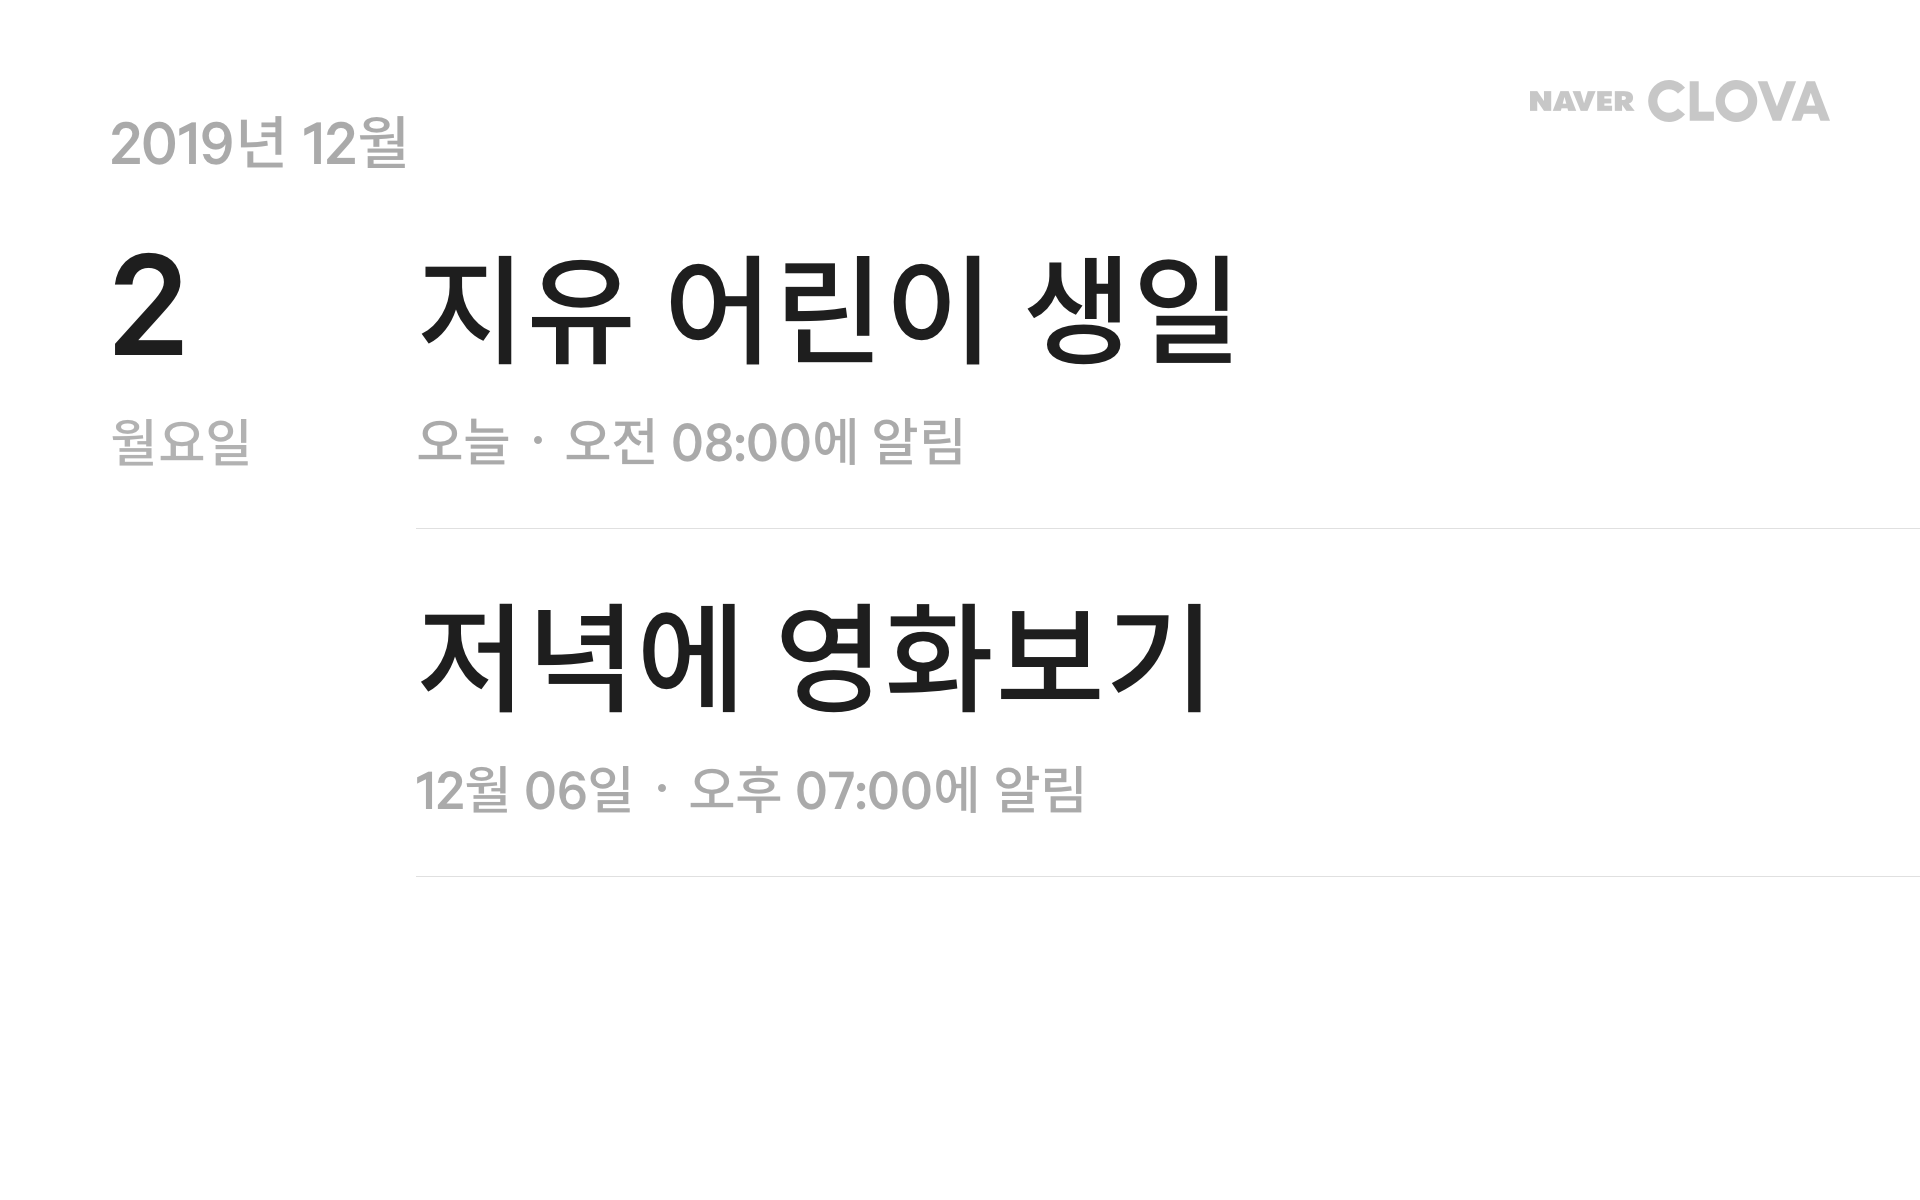 NAVER CLOVA
2019년 12월
2
지유 어린이 생일
월요일
오늘 · 오전 08:00에 알림
저녁에 영화보기
12월 06일 · 오후 07:00에 알림